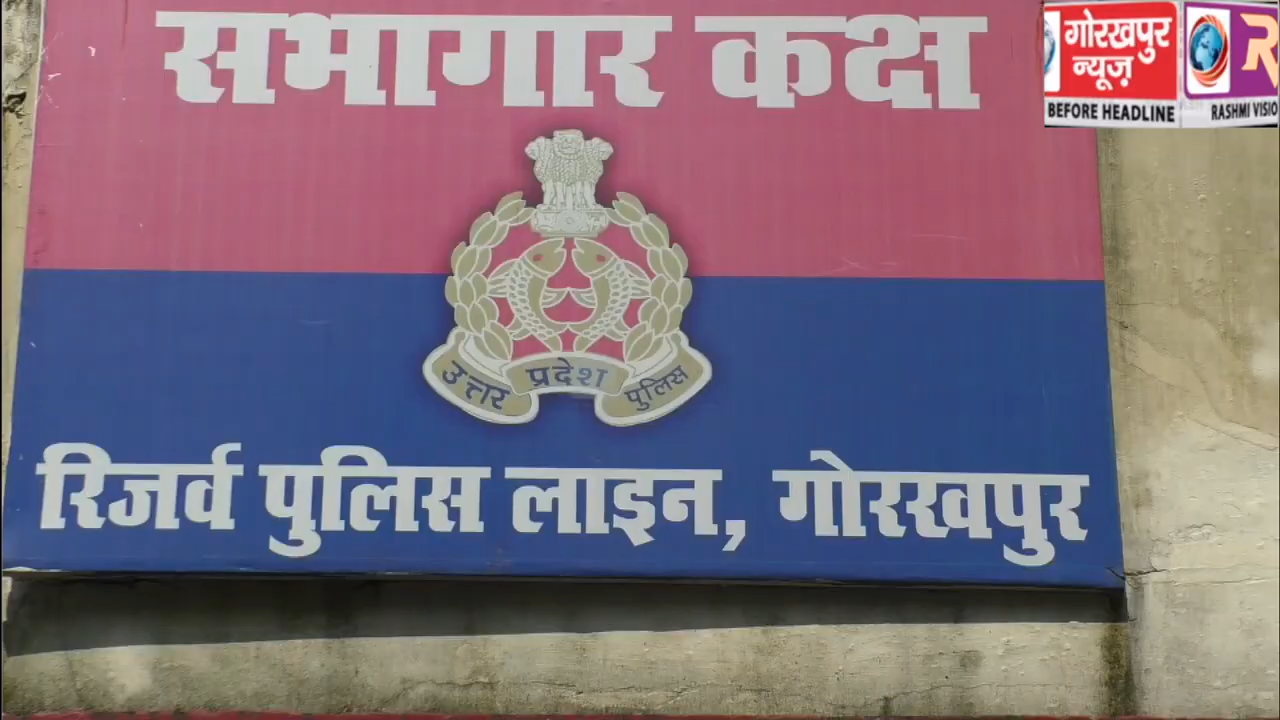 सभागार कक्ष
उत्तर प्रदेश पुलिस
रिजर्व पुलिस लाइन, गोरखपुर
गोरखपुर
न्यूज़
BEFORE HEADLINE
R
RASHMI VISIO